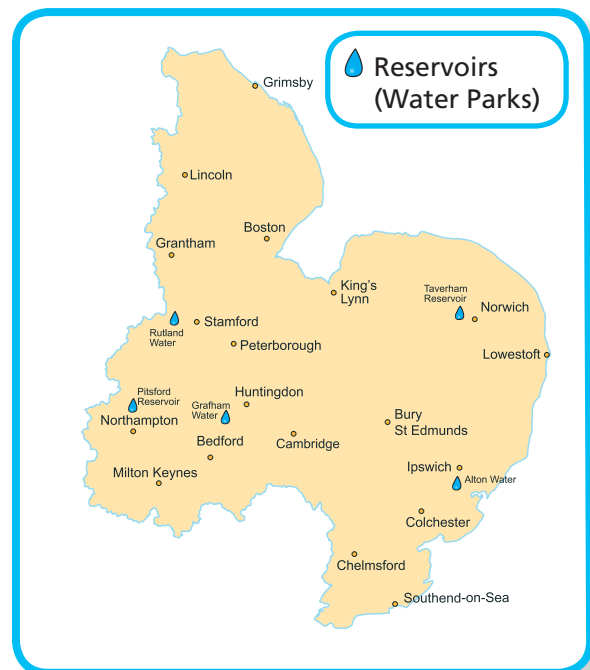 Reservoirs
(Water Parks)
Grimsby
Lincoln
Boston
Grantham
King's
Lynn
Taverham
Reservoir
Norwich
Stamford
Rutland
Water
Peterborough
Lowestoft
Pitsford
Reservoir
Huntingdon
Grafham
Water
Northampton
Bury
St Edmunds
Cambridge
Bedford
Ipswich
Milton Keynes
Alton Water
Colchester
Chelmsford
Southend-on-Sea